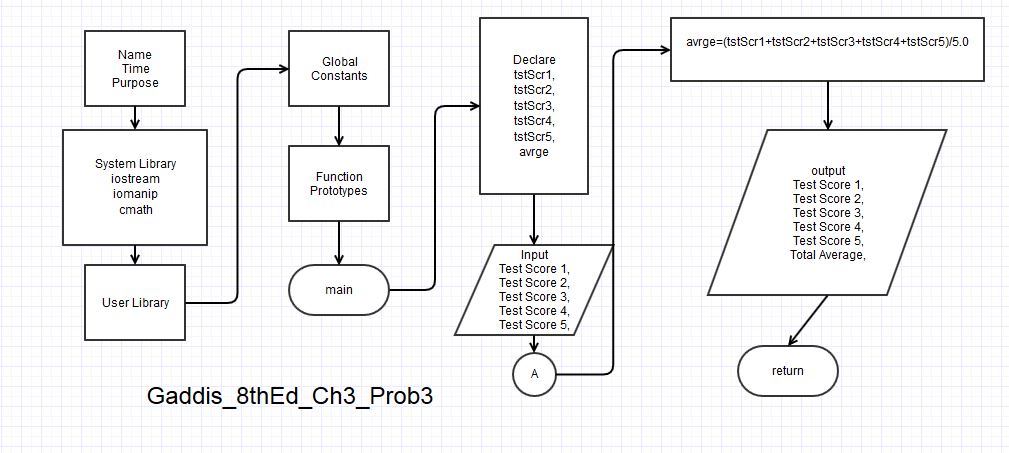 Name
Time
Purpose
System Library
iostream
iomanip
cmath
User Library
Global
Constants
Function
Prototypes
main
Declare
tstScr1,
tstScr2,
tstScr3,
tstScr4,
tstScr5,
avrge
Input
Test Score 1,
Test Score 2,
Test Score 3,
Test Score 4,
Test Score 5,
A
avrge=(tstScr1+tstScr2+tstScr3+tstScr4+tstScr5)/5.0
output
Test Score 1,
Test Score 2,
Test Score 3,
Test Score 4,
Test Score 5,
Total Average,
return
Gaddis_8thEd_Ch3_Prob3